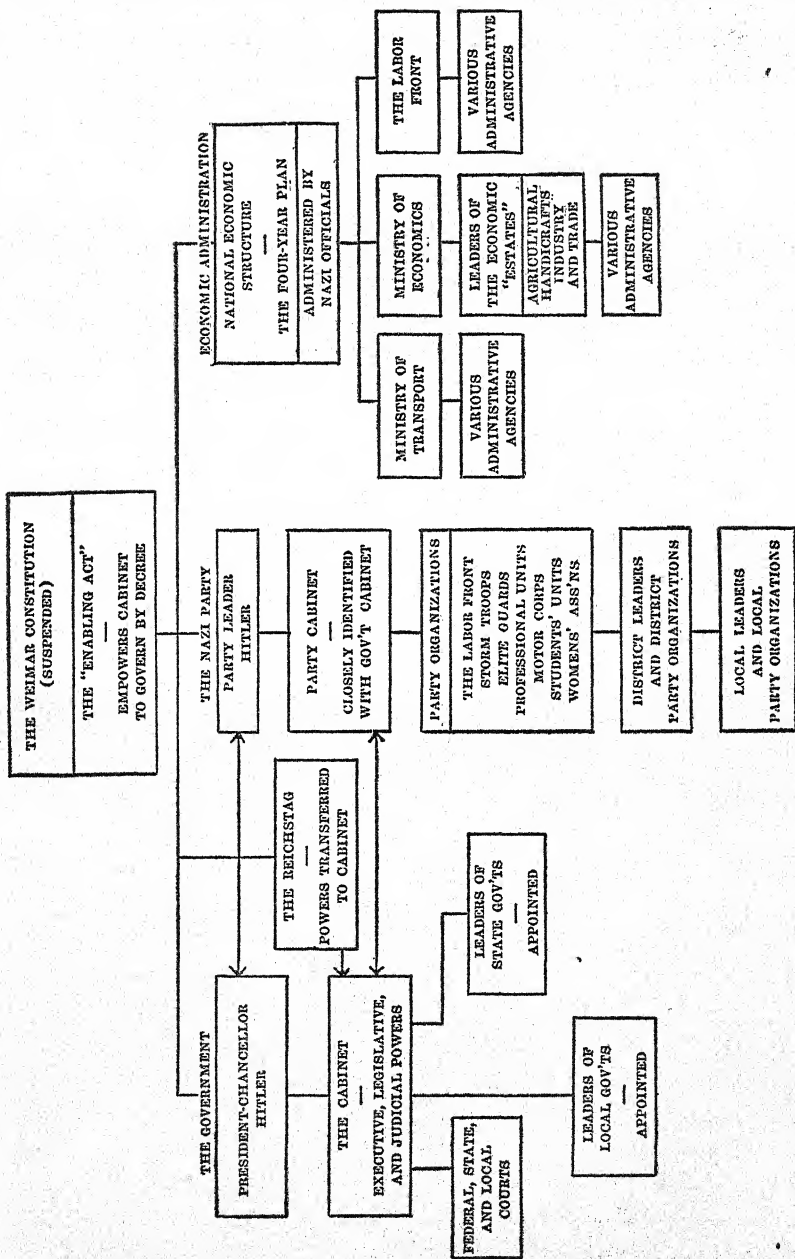 THE WEIMAR CONSTITUTION
(SUSPENDED)
THE "ENABLING ACT"
—
EMPOWERS CABINET
TO GOVERN BY DECREE
THE GOVERNMENT
PRESIDENT-CHANCELLOR
HITLER
THE REICHSTAG
—
POWERS TRANSFERRED
TO CABINET
THE CABINET
—
EXECUTIVE, LEGISLATIVE,
AND JUDICIAL POWERS
FEDERAL, STATE,
AND LOCAL
COURTS
LEADERS OF
LOCAL GOV'TS
—
APPOINTED
LEADERS OF
STATE GOV'TS
—
APPOINTED
THE NAZI PARTY
PARTY LEADER
HITLER
PARTY CABINET
—
CLOSELY IDENTIFIED
WITH GOV'T CABINET
PARTY ORGANIZATIONS
THE LABOR FRONT
STORM TROOPS
ELITE GUARDS
PROFESSIONAL UNITS
MOTOR CORPS
STUDENTS' UNITS
WOMENS' ASS'NS.
DISTRICT LEADERS
AND DISTRICT
PARTY ORGANIZATIONS
LOCAL LEADERS
AND LOCAL
PARTY ORGANIZATIONS
ECONOMIC ADMINISTRATION
NATIONAL ECONOMIC
STRUCTURE
—
THE FOUR-YEAR PLAN
ADMINISTERED BY
NAZI OFFICIALS
MINISTRY OF
TRANSPORT
VARIOUS
ADMINISTRATIVE
AGENCIES
MINISTRY OF
ECONOMICS
LEADERS OF
THE ECONOMIC
"ESTATES"
AGRICULTURAL
HANDICRAFTS
INDUSTRY
AND TRADE
VARIOUS
ADMINISTRATIVE
AGENCIES
THE LABOR
FRONT
VARIOUS
ADMINISTRATIVE
AGENCIES